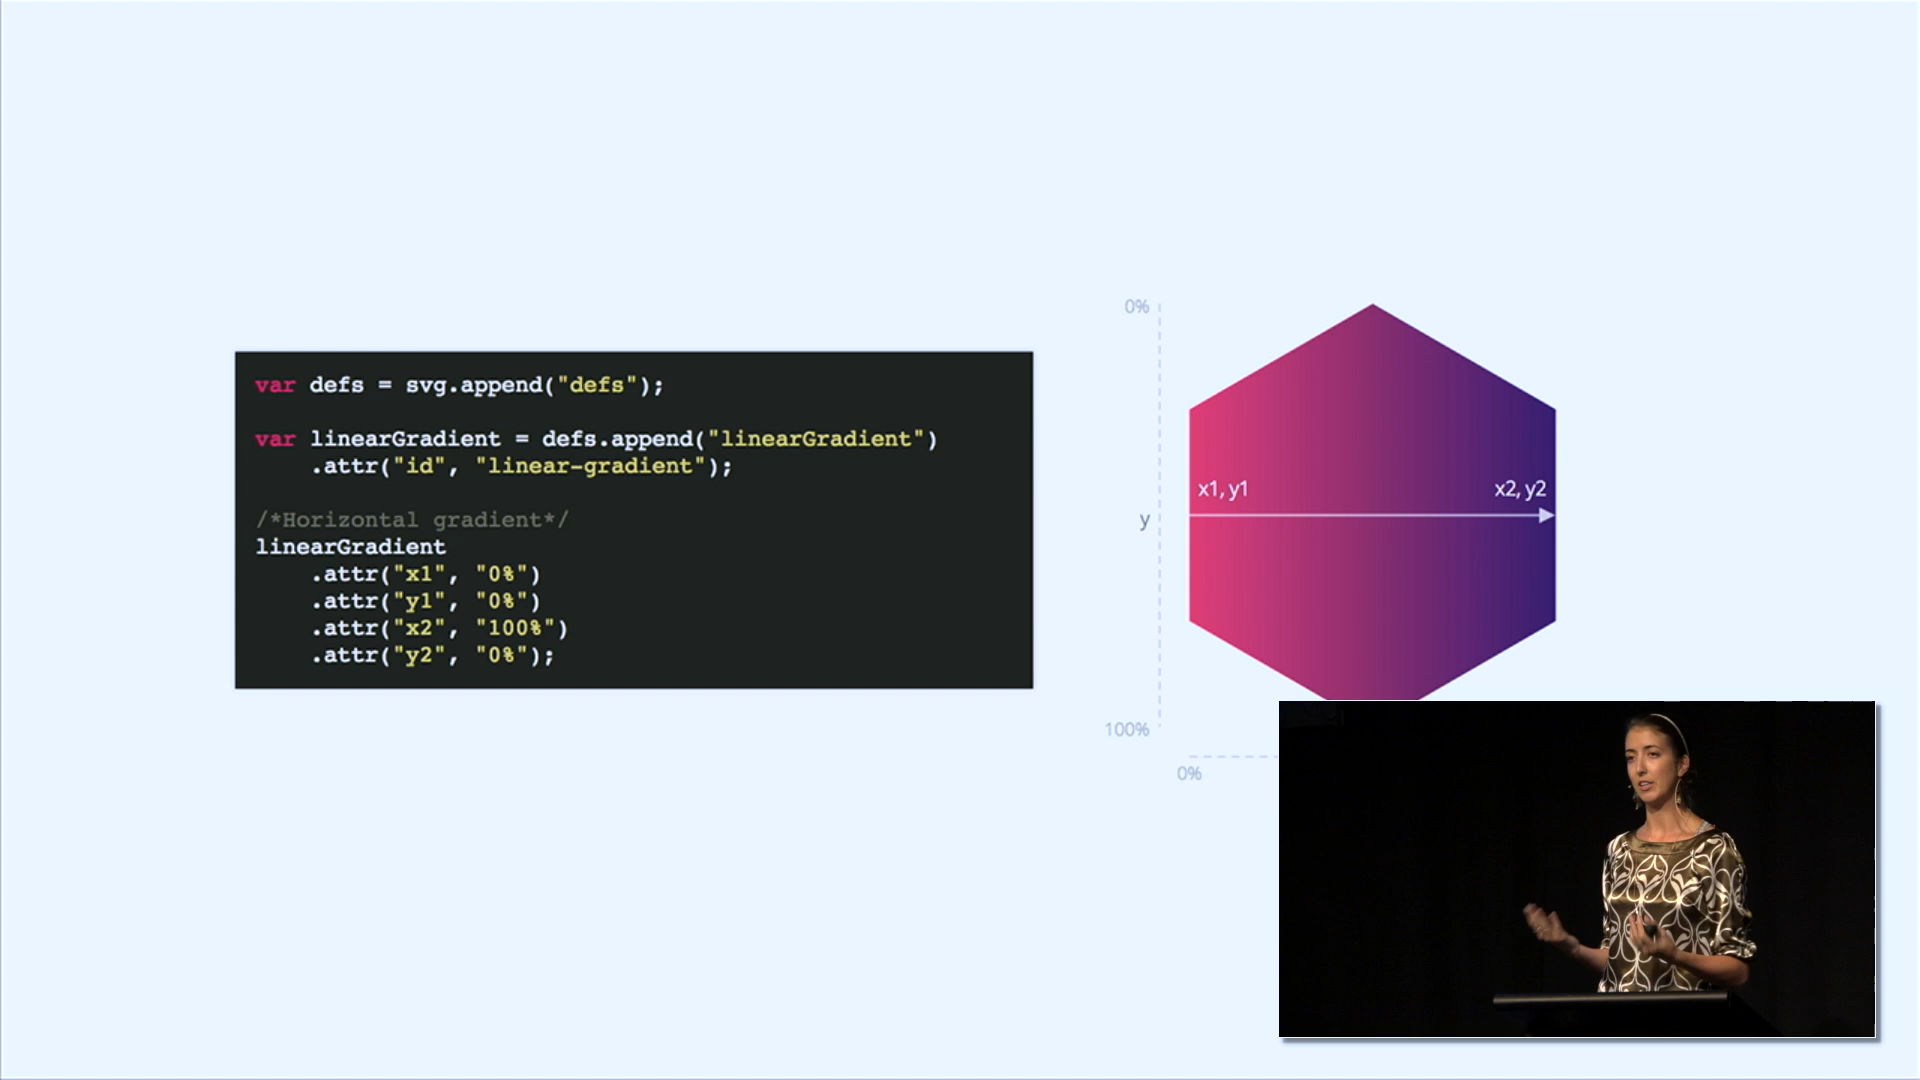 var defs = svg.append("defs");
var linearGradient = defs.append("linearGradient")
.attr("id", "linear-gradient");
/*Horizontal gradient*/
linearGradient
.attr("x1", "0%")
.attr("y1", "0%")
.attr("x2", "100%")
.attr("y2", "0%");
0%
x1, y1
x2, y2
y
100%
0%